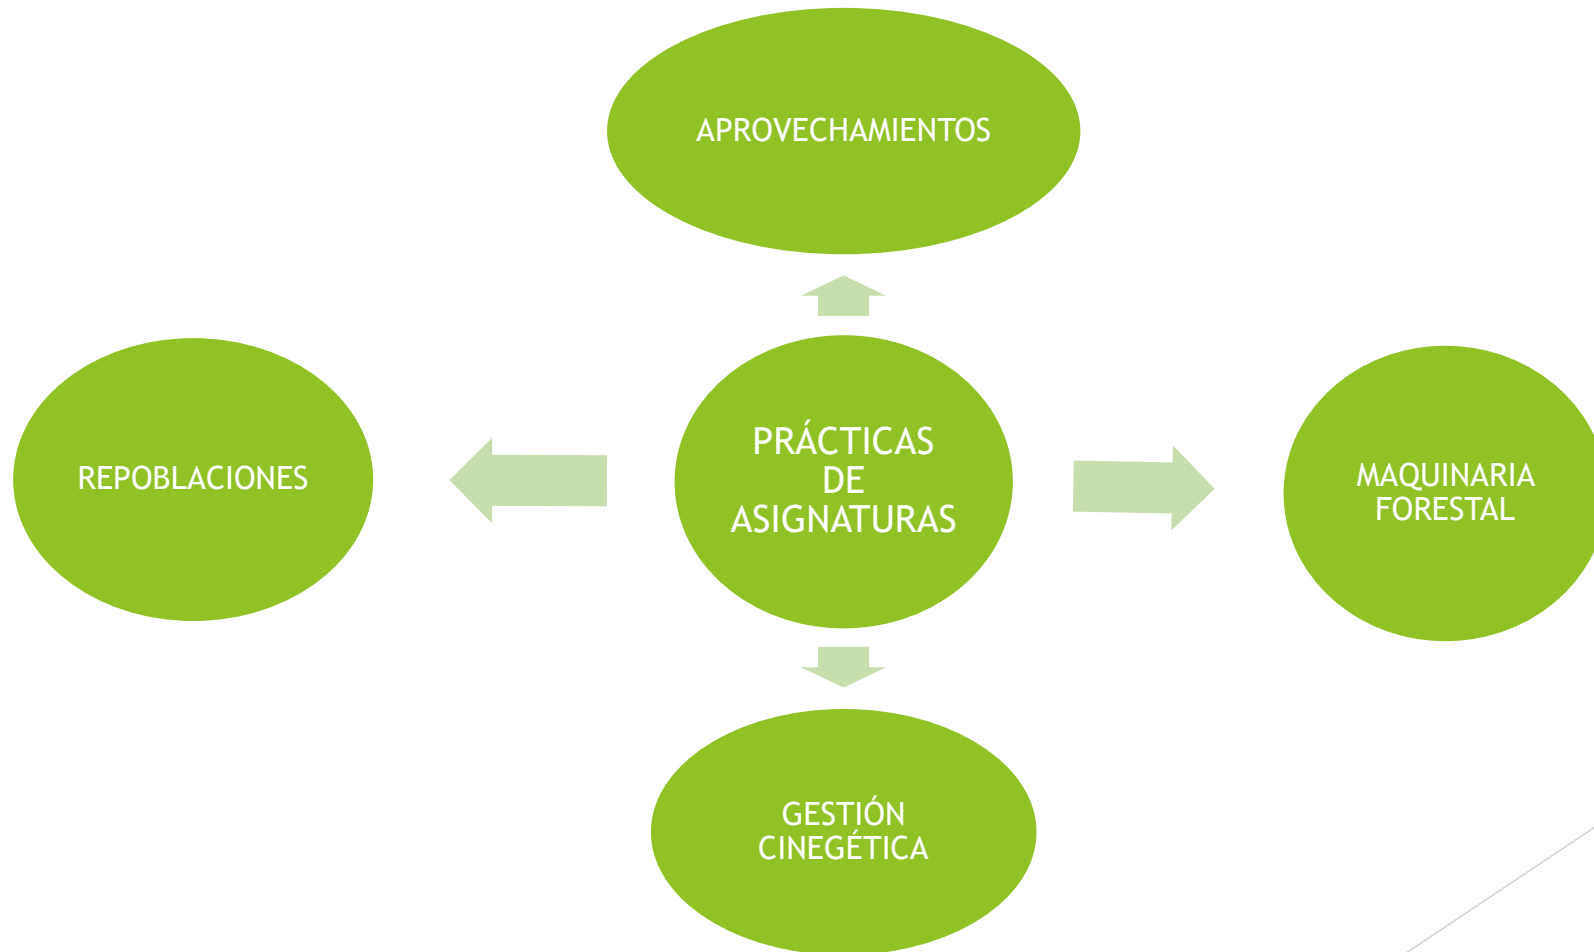 APROVECHAMIENTOS
REPOBLACIONES
PRÁCTICAS
DE
ASIGNATURAS
MAQUINARIA
FORESTAL
GESTIÓN
CINEGÉTICA